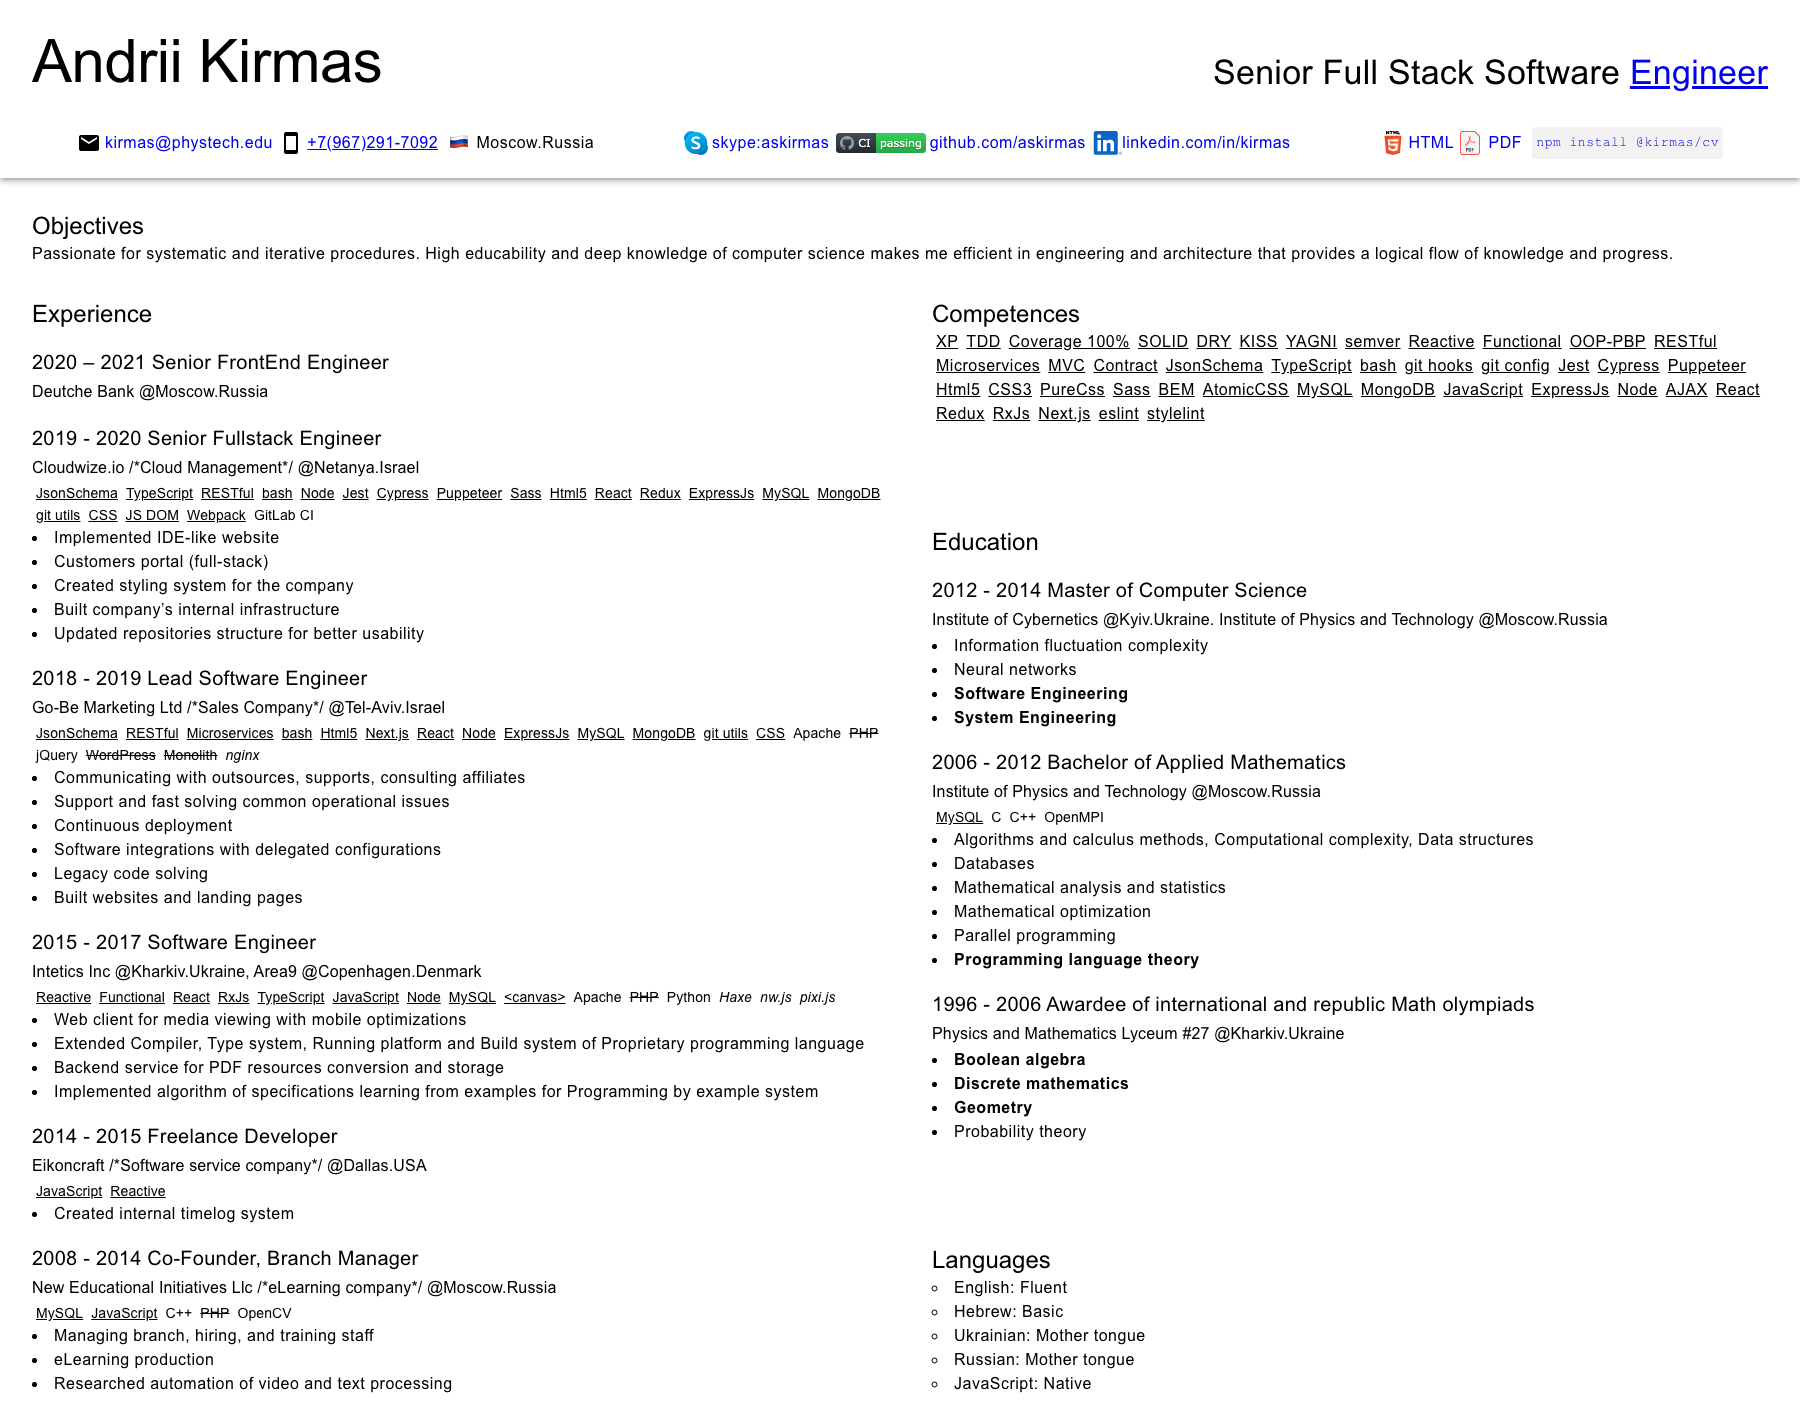 Andrii Kirmas
Senior Full Stack Software Engineer
kirmas@phystech.edu +7(967)291-7092 Moscow.Russia skype:askirmas CI passing github.com/askirmas linkedin.com/in/kirmas HTML PDF npm install @kirmas/cv
Objectives
Passionate for systematic and iterative procedures. High educability and deep knowledge of computer science makes me efficient in engineering and architecture that provides a logical flow of knowledge and progress.
Experience
2020 – 2021 Senior FrontEnd Engineer
Deutche Bank @Moscow.Russia
2019 - 2020 Senior Fullstack Engineer
Cloudwize.io /*Cloud Management*/ @Netanya.Israel
JsonSchema TypeScript RESTful bash Node Jest Cypress Puppeteer Sass Html5 React Redux ExpressJs MySQL MongoDB
git utils CSS JS DOM Webpack GitLab CI
• Implemented IDE-like website
• Customers portal (full-stack)
• Created styling system for the company
• Built company's internal infrastructure
• Updated repositories structure for better usability
2018 - 2019 Lead Software Engineer
Go-Be Marketing Ltd /*Sales Company*/ @Tel-Aviv.Israel
JsonSchema RESTful Microservices bash Html5 Next.js React Node ExpressJs MySQL MongoDB git utils CSS Apache PHP
jQuery WordPress Monolith nginx
• Communicating with outsources, supports, consulting affiliates
• Support and fast solving common operational issues
• Continuous deployment
• Software integrations with delegated configurations
• Legacy code solving
• Built websites and landing pages
2015 - 2017 Software Engineer
Intetics Inc @Kharkiv.Ukraine, Area9 @Copenhagen.Denmark
Reactive Functional React RxJs TypeScript JavaScript Node MySQL <canvas> Apache PHP Python Haxe nw.js pixi.js
• Web client for media viewing with mobile optimizations
• Extended Compiler, Type system, Running platform and Build system of Proprietary programming language
• Backend service for PDF resources conversion and storage
• Implemented algorithm of specifications learning from examples for Programming by example system
2014 - 2015 Freelance Developer
Eikoncraft /*Software service company*/ @Dallas.USA
JavaScript Reactive
• Created internal timelog system
2008 - 2014 Co-Founder, Branch Manager
New Educational Initiatives Llc /*eLearning company*/ @Moscow.Russia
MySQL JavaScript C++ PHP OpenCV
• Managing branch, hiring, and training staff
• eLearning production
• Researched automation of video and text processing
Competences
XP TDD Coverage 100% SOLID DRY KISS YAGNI semver Reactive Functional OOP-PBP RESTful
Microservices MVC Contract JsonSchema TypeScript bash git hooks git config Jest Cypress Puppeteer
Html5 CSS3 PureCss Sass BEM AtomicCSS MySQL MongoDB JavaScript ExpressJs Node AJAX React
Redux RxJs Next.js eslint stylelint
Education
2012 - 2014 Master of Computer Science
Institute of Cybernetics @Kyiv.Ukraine. Institute of Physics and Technology @Moscow.Russia
• Information fluctuation complexity
• Neural networks
• Software Engineering
• System Engineering
2006 - 2012 Bachelor of Applied Mathematics
Institute of Physics and Technology @Moscow.Russia
MySQL C C++ OpenMPI
• Algorithms and calculus methods, Computational complexity, Data structures
• Databases
• Mathematical analysis and statistics
• Mathematical optimization
• Parallel programming
• Programming language theory
1996 - 2006 Awardee of international and republic Math olympiads
Physics and Mathematics Lyceum #27 @Kharkiv.Ukraine
• Boolean algebra
• Discrete mathematics
• Geometry
• Probability theory
Languages
◦ English: Fluent
◦ Hebrew: Basic
◦ Ukrainian: Mother tongue
◦ Russian: Mother tongue
◦ JavaScript: Native